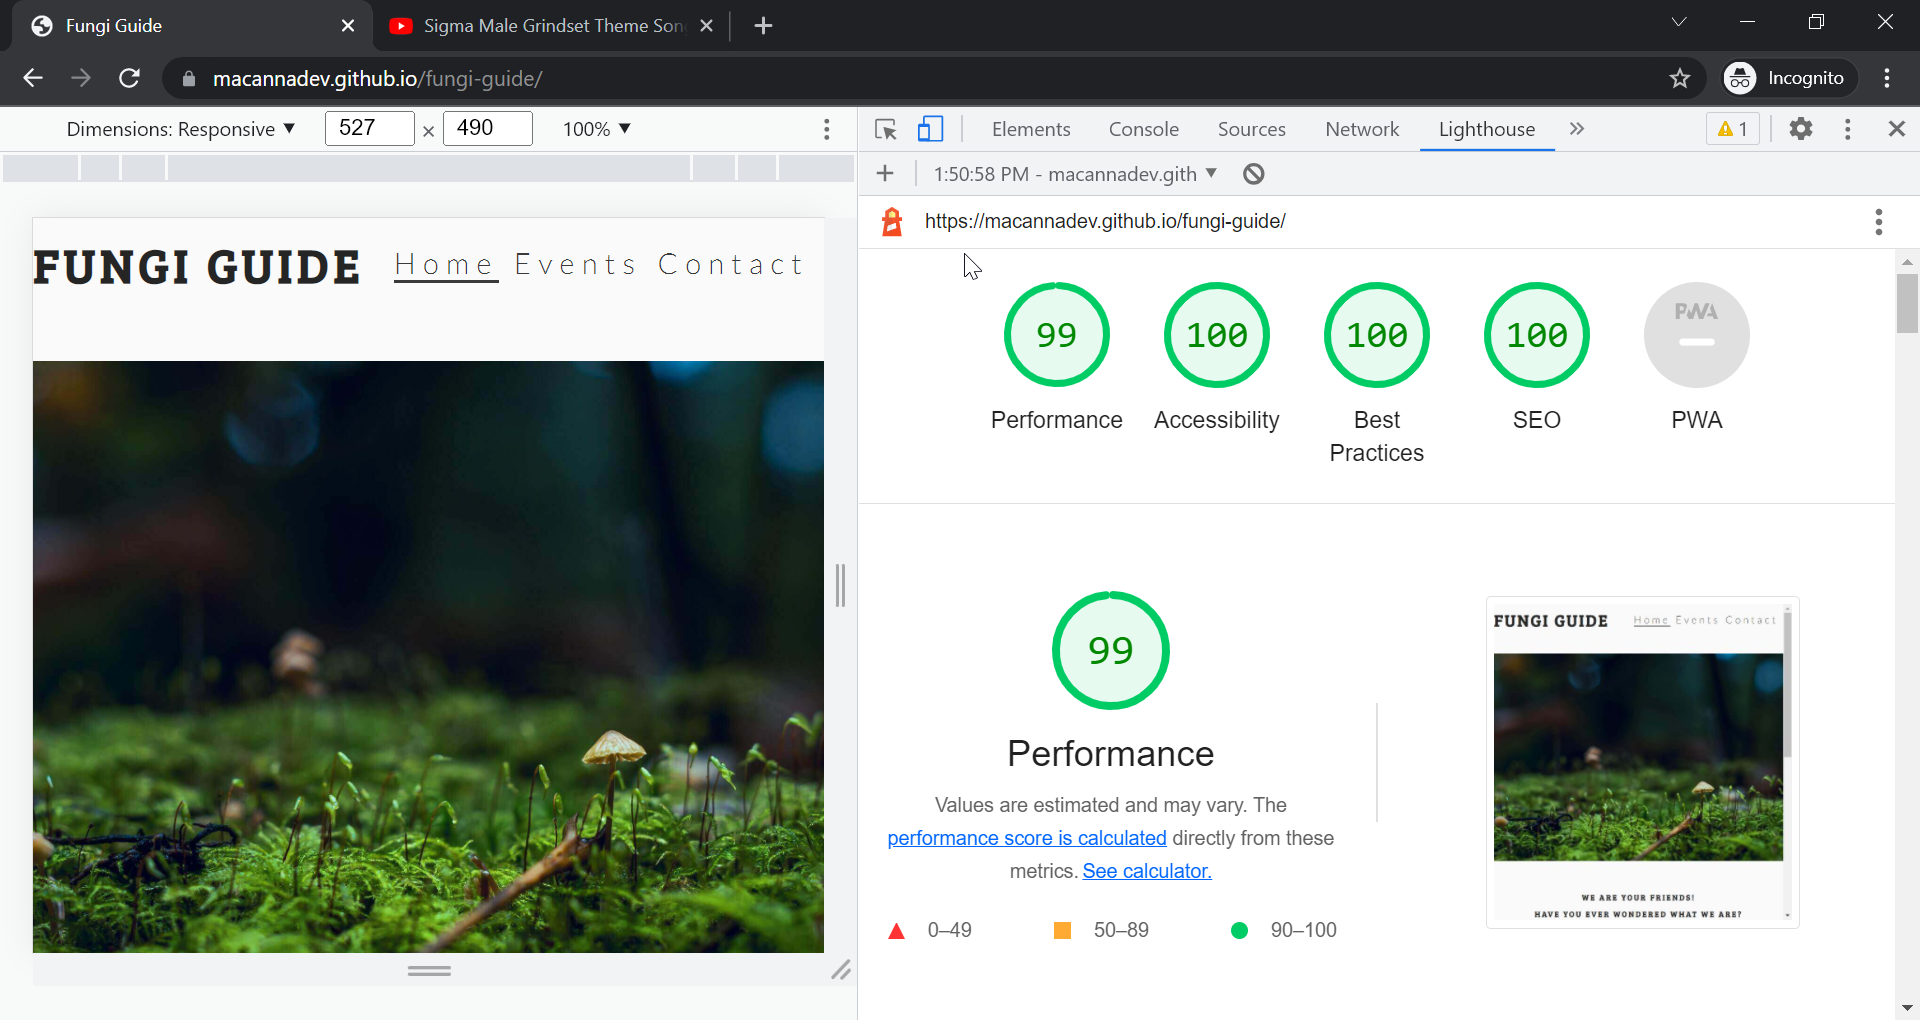 Fungi Guide
Sigma Male Grindset Theme Son
macannadev.github.io/fungi-guide/
Incognito
Dimensions: Responsive 527 × 490 100%
Elements Console Sources Network Lighthouse 1
1:50:58 PM - macannadev.gith
https://macannadev.github.io/fungi-guide/
FUNGI GUIDE Home Events Contact
99 100 100 100 PWA
Performance Accessibility Best Practices SEO PWA
99
Performance
Values are estimated and may vary. The
performance score is calculated directly from these
metrics. See calculator.
0–49 50–89 90–100
FUNGI GUIDE Home Events Contact
WE ARE YOUR FRIENDS!
HAVE YOU EVER WONDERED WHAT WE ARE?